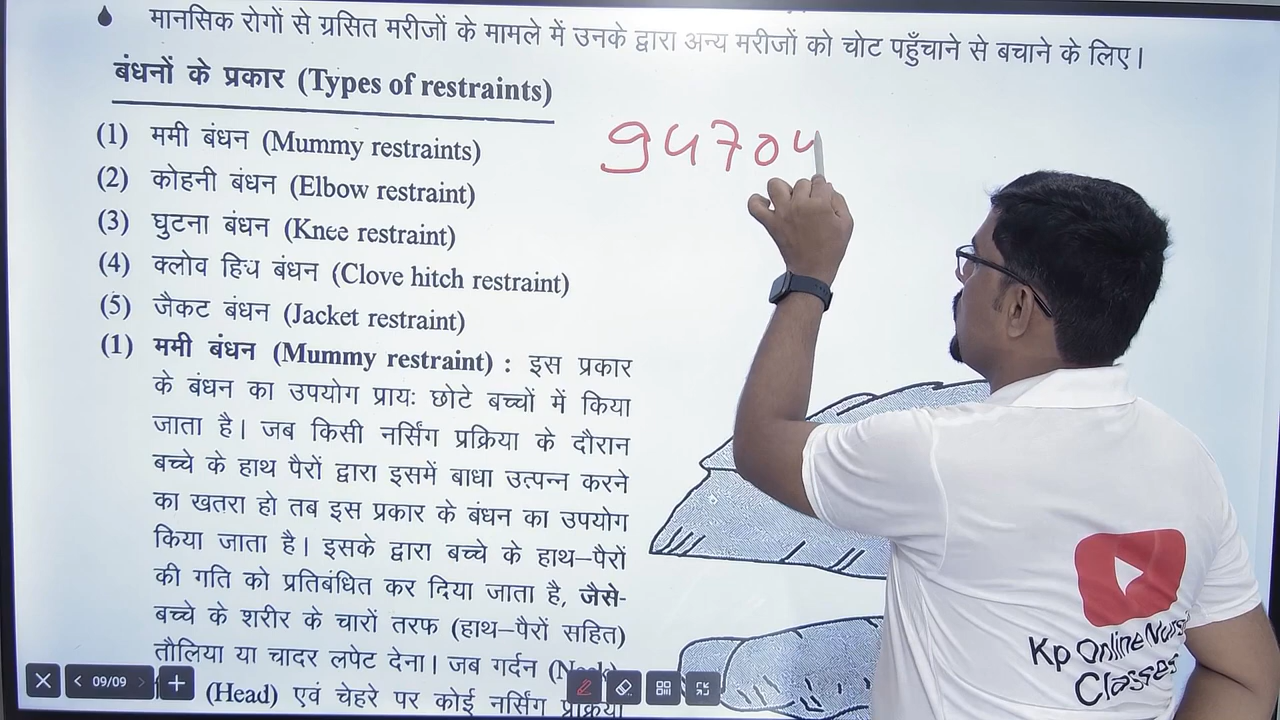 मानसिक रोगों से ग्रसित मरीजों के मामले में उनके द्वारा अन्य मरीजों को चोट पहुँचाने से बचाने के लिए।
बंधनों के प्रकार (Types of restraints)
(1) ममी बंधन (Mummy restraints)
(2) कोहनी बंधन (Elbow restraint)
(3) घुटना बंधन (Knee restraint)
(4) क्लोव हिच बंधन (Clove hitch restraint)
(5) जैकट बंधन (Jacket restraint)
94704
(1) ममी बंधन (Mummy restraint) : इस प्रकार
के बंधन का उपयोग प्रायः छोटे बच्चों में किया
जाता है। जब किसी नर्सिंग प्रक्रिया के दौरान
बच्चे के हाथ पैरों द्वारा इसमें बाधा उत्पन्न करने
का खतरा हो तब इस प्रकार के बंधन का उपयोग
किया जाता है। इसके द्वारा बच्चे के हाथ–पैरों
की गति को प्रतिबंधित कर दिया जाता है, जैसे-
बच्चे के शरीर के चारों तरफ (हाथ–पैरों सहित)
तौलिया या चादर लपेट देना। जब गर्दन
(Head) एवं चेहरे पर कोई नर्सिंग प्रक्रिया
09/09
Kp Online
Classes